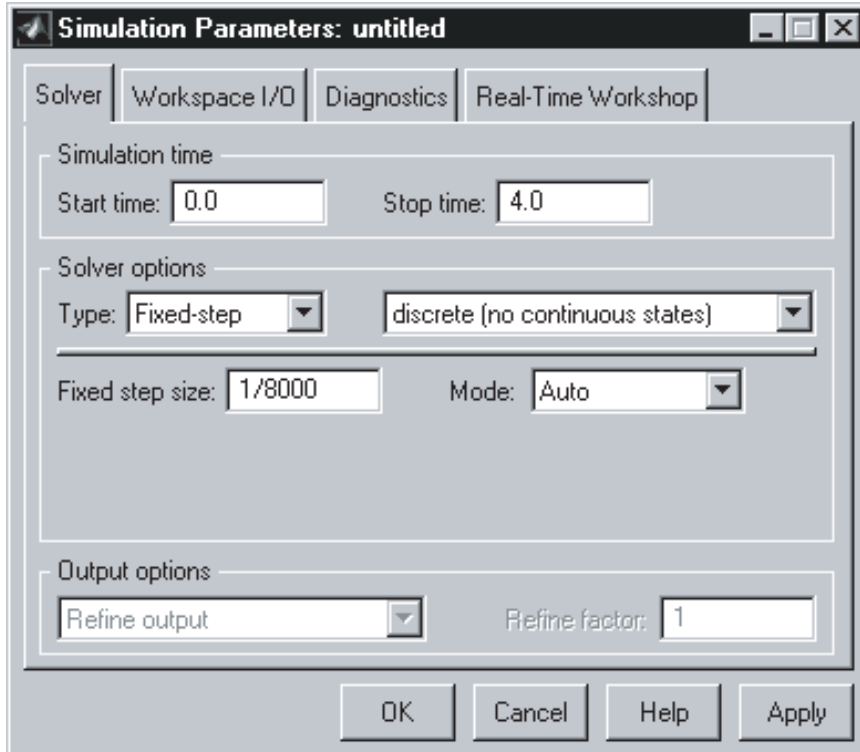 Simulation Parameters: untitled
Solver Workspace I/O Diagnostics Real-Time Workshop
Simulation time
Start time: 0.0 Stop time: 4.0
Solver options
Type: Fixed-step discrete (no continuous states)
Fixed step size: 1/8000 Mode: Auto
Output options
Refine output Refine factor: 1
OK Cancel Help Apply